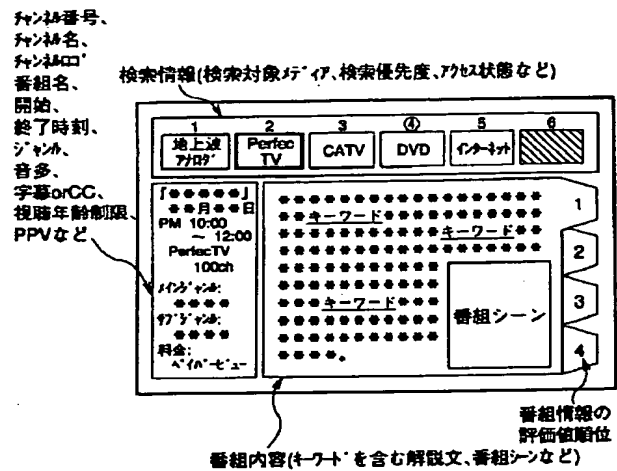 チャンネル番号、
チャンネル名、
チャンネルロゴ
番組名、
開始、
終了時刻、
ジャンル、
音多、
字幕orCC、
視聴年齢制限、
PPVなど
検索情報(検索対象メディア、検索優先度、アクセス状態など)
1 2 3 ④ 5 6
地上波
アナログ
Perfec
TV
CATV
DVD
インターネット
『●●●●●』
●●月●●日
PM 10:00
~ 12:00
PerfecTV
100ch
メインジャンル:
●●●●
サブジャンル:
●●●●
料金:
ペイパービュー
キーワード
キーワード
キーワード
●●●●。
番組シーン
1
2
3
4
番組情報の
評価値順位
番組内容(キーワードを含む解説文、番組シーンなど)